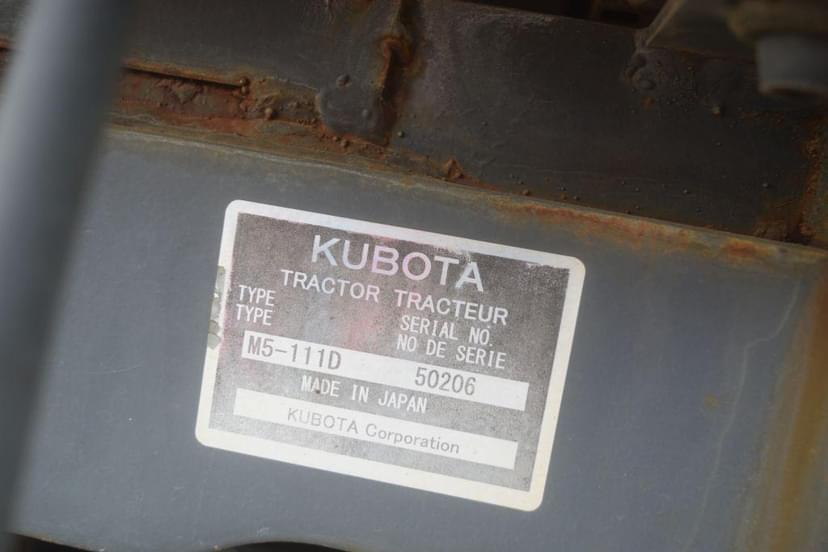 KUBOTA
TRACTOR TRACTEUR
TYPE SERIAL NO.
TYPE NO DE SERIE
M5-111D 50206
MADE IN JAPAN
KUBOTA Corporation